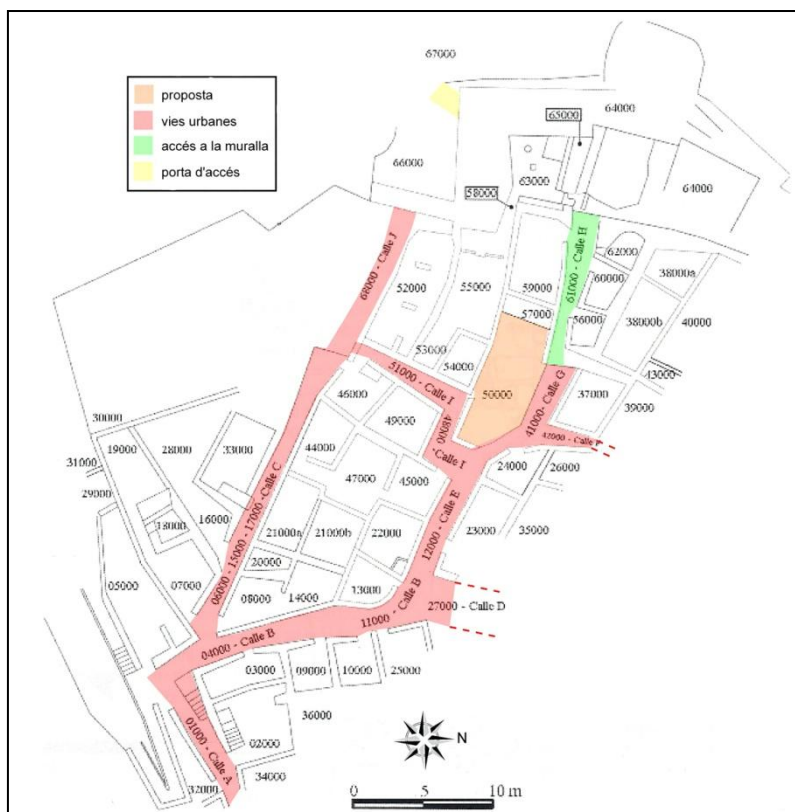 67000
proposta
vies urbanes
accés a la muralla
porta d'accés
64000
65000
66000
63000
64000
58000
68000 - Calle J
61000 - Calle H
62000
52000
55000
59000
60000
38000a
57000
56000
38000b
40000
53000
54000
51000 - Calle I
43000
46000
50000
37000
48000
- Calle I
41000- Calle G
39000
30000
49000
19000
28000
33000
44000
24000
26000
31000
47000
45000
29000
06000 - 15000 - 17000 -Calle C
12000 - Calle E
18000
16000
21000a
21000b
22000
23000
35000
20000
05000
07000
08000
14000
13000
11000 - Calle B
27000 - Calle D
04000 - Calle B
03000
09000
10000
25000
01000 - Calle A
36000
02000
N
32000
34000
0 5 10 m